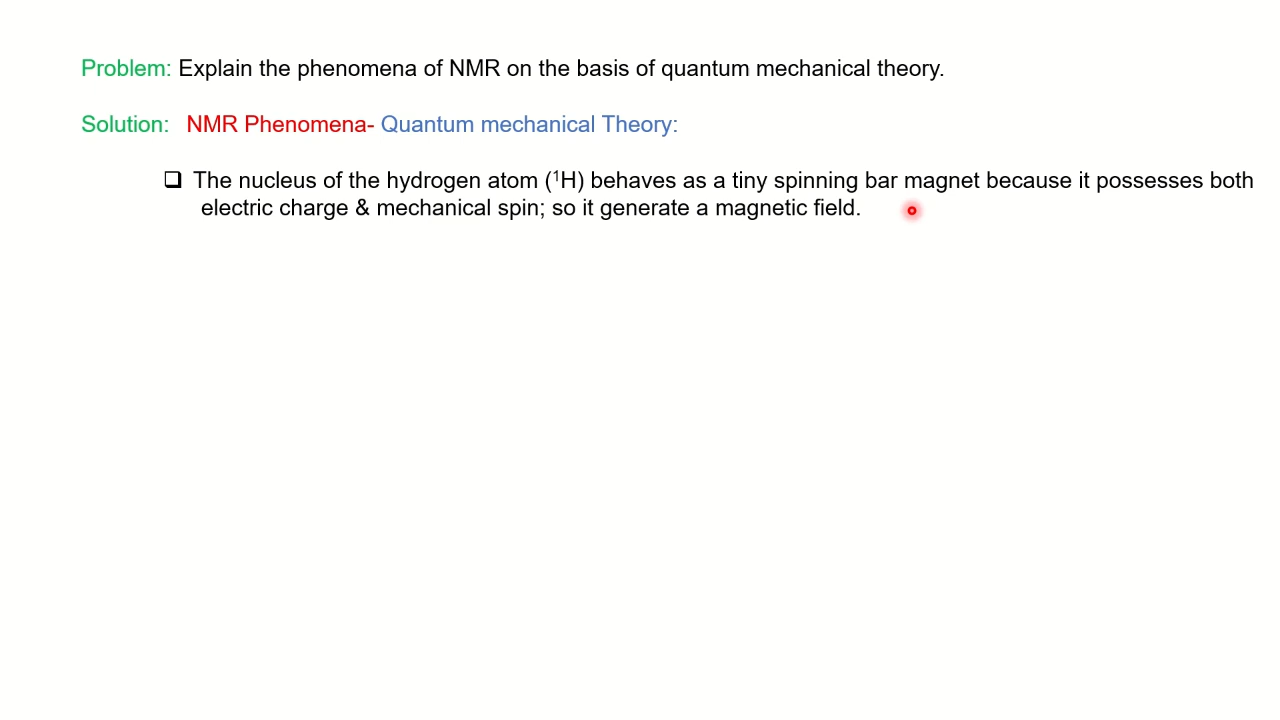 Problem: Explain the phenomena of NMR on the basis of quantum mechanical theory.
Solution: NMR Phenomena- Quantum mechanical Theory:
❑ The nucleus of the hydrogen atom (¹H) behaves as a tiny spinning bar magnet because it possesses both
electric charge & mechanical spin; so it generate a magnetic field.